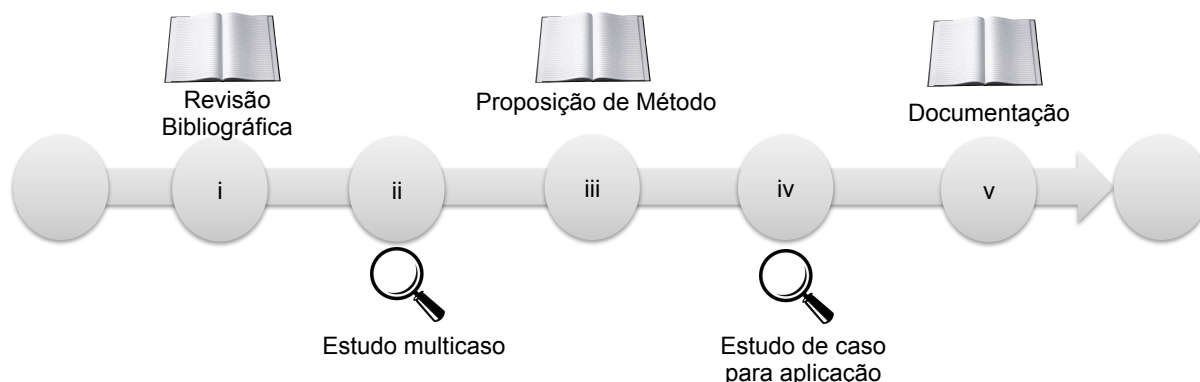 Revisão
Bibliográfica
Proposição de Método
Documentação
i
ii
iii
iv
v
Estudo multicaso
Estudo de caso
para aplicação